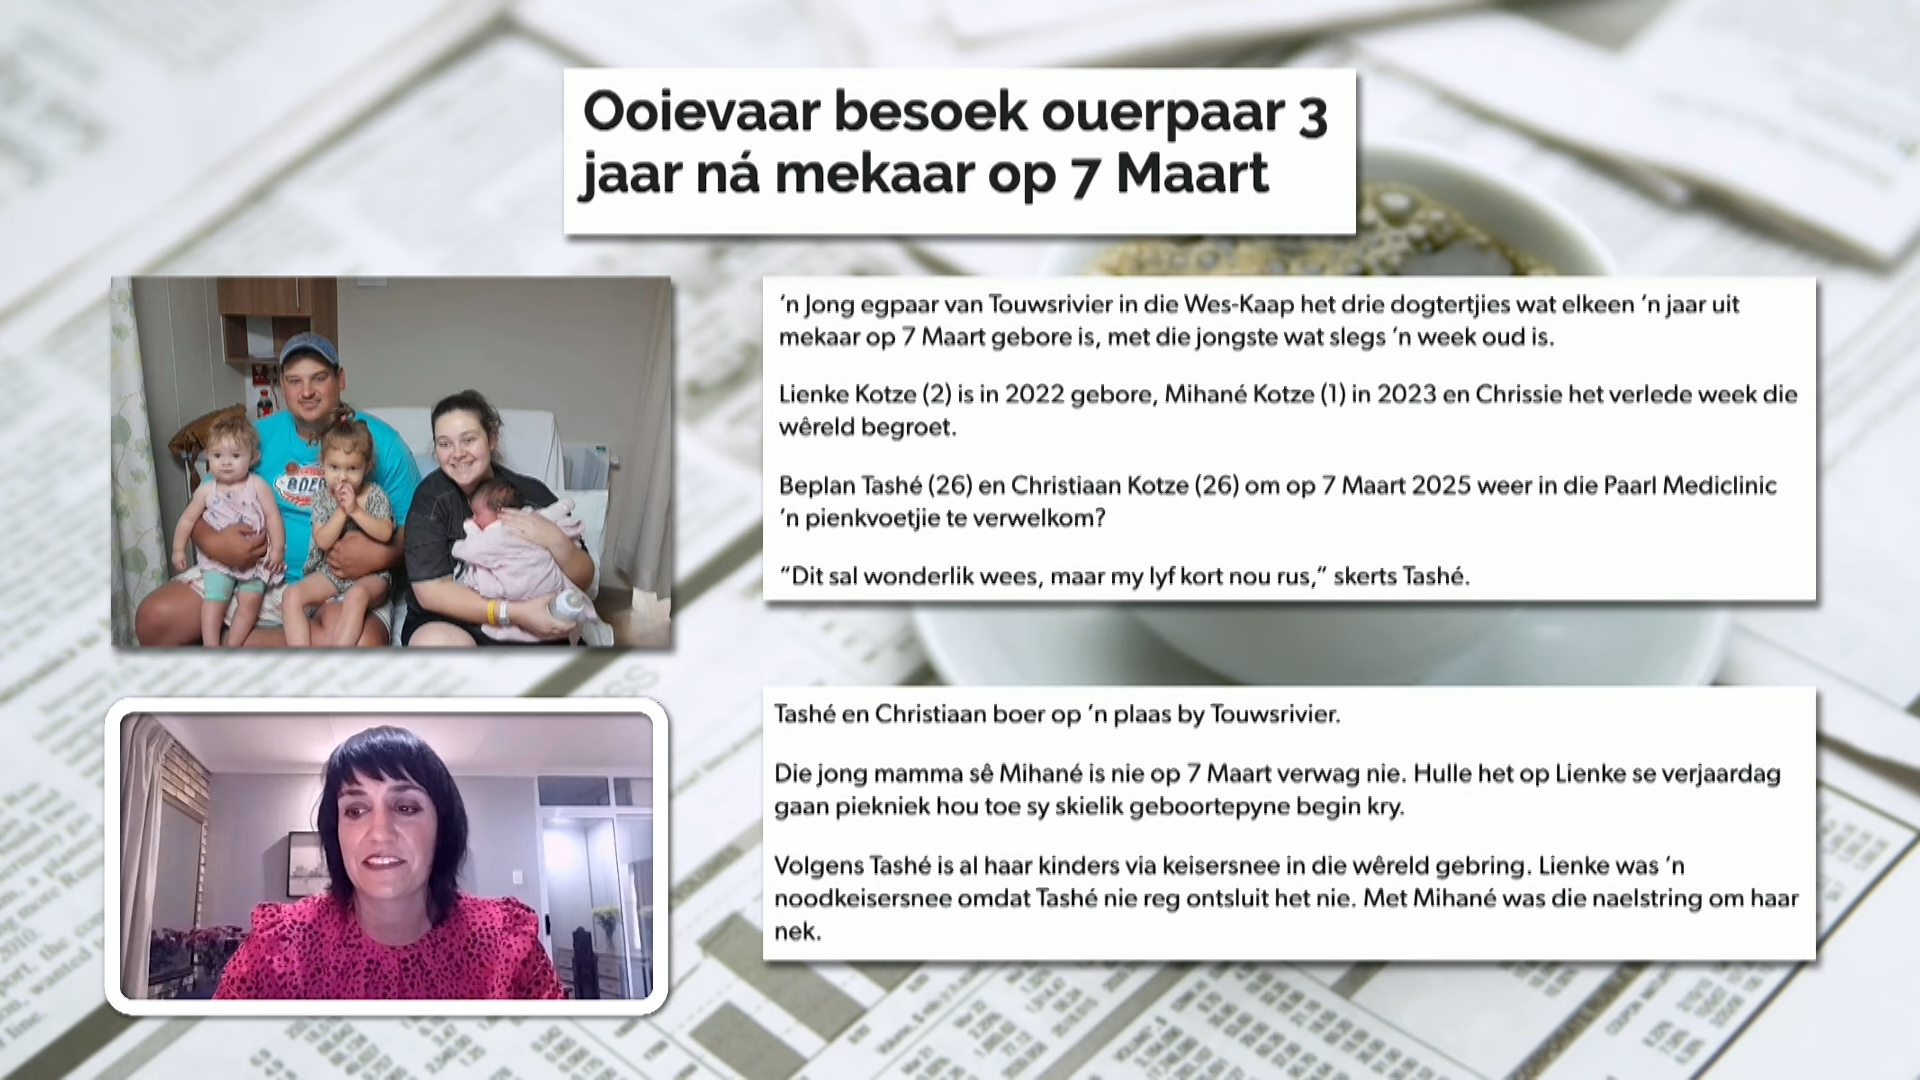 Ooievaar besoek ouerpaar 3
jaar ná mekaar op 7 Maart
'n Jong egpaar van Touwsrivier in die Wes-Kaap het drie dogtertjies wat elkeen 'n jaar uit
mekaar op 7 Maart gebore is, met die jongste wat slegs 'n week oud is.
Lienke Kotze (2) is in 2022 gebore, Mihané Kotze (1) in 2023 en Chrissie het verlede week die
wêreld begroet.
Beplan Tashé (26) en Christiaan Kotze (26) om op 7 Maart 2025 weer in die Paarl Mediclinic
'n pienkvoetjie te verwelkom?
“Dit sal wonderlik wees, maar my lyf kort nou rus,” skerts Tashé.
Tashé en Christiaan boer op 'n plaas by Touwsrivier.
Die jong mamma sê Mihané is nie op 7 Maart verwag nie. Hulle het op Lienke se verjaardag
gaan piekniek hou toe sy skielik geboortepyne begin kry.
Volgens Tashé is al haar kinders via keisersnee in die wêreld gebring. Lienke was 'n
noodkeisersnee omdat Tashé nie reg ontsluit het nie. Met Mihané was die naelstring om haar
nek.